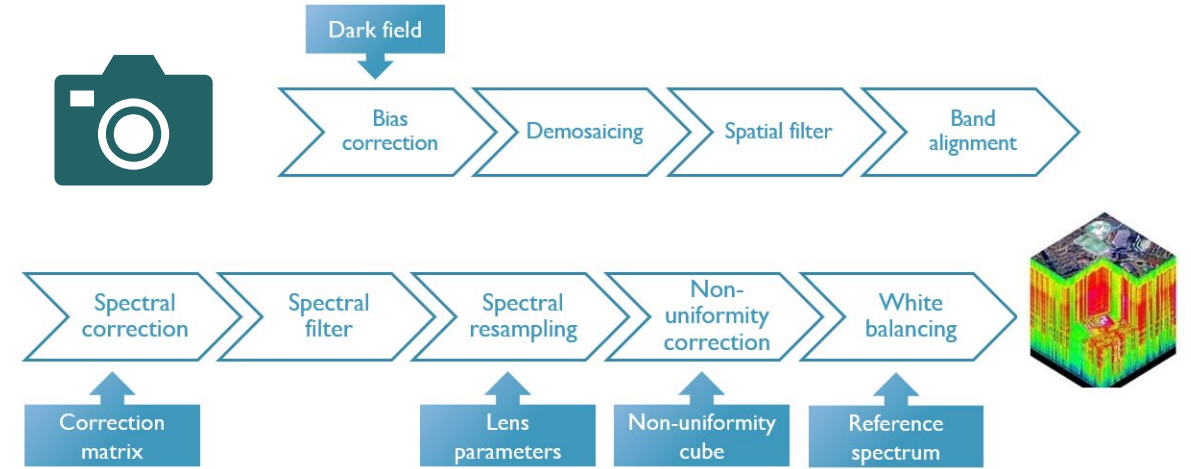 Dark field
Bias
correction
Demosaicing
Spatial filter
Band
alignment
Spectral
correction
Spectral
filter
Spectral
resampling
Non-
uniformity
correction
White
balancing
Correction
matrix
Lens
parameters
Non-uniformity
cube
Reference
spectrum